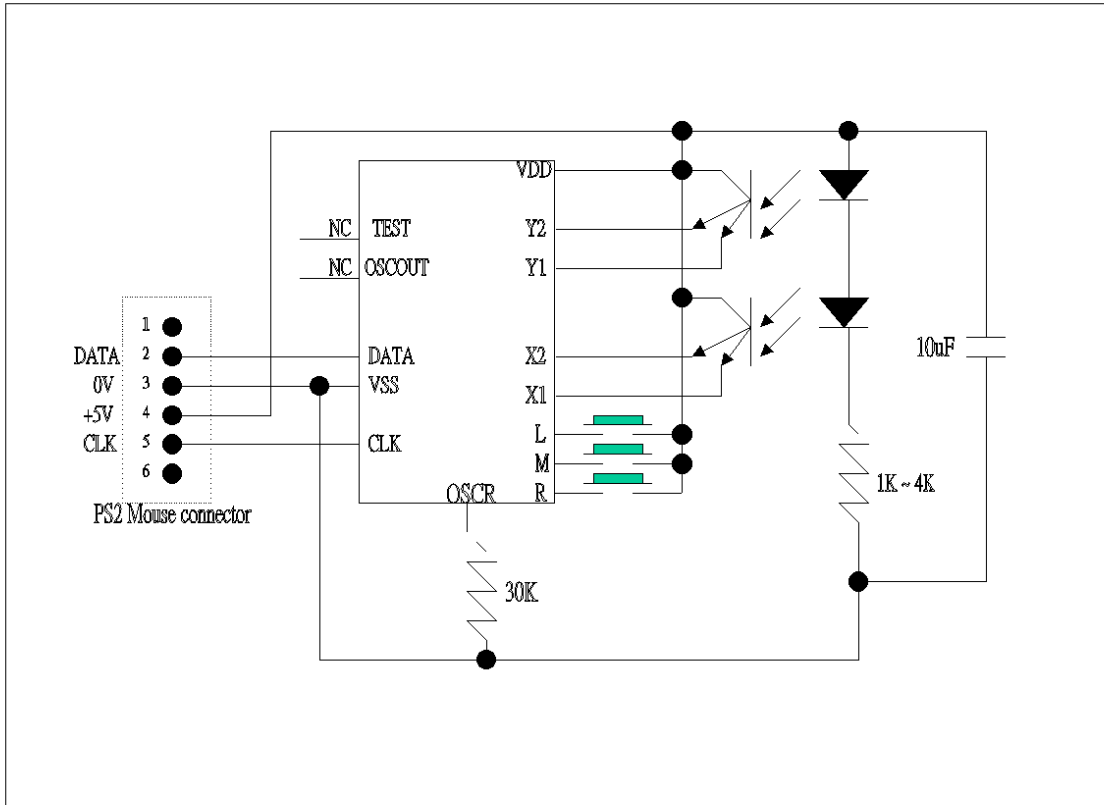 VDD
NC TEST
Y2
NC OSCOUT
Y1
1
DATA 2 DATA
X2
0V 3 VSS
X1
+5V 4
L
CLK 5 CLK
M
6
R
OSCR
PS2 Mouse connector
30K
10uF
1K ~ 4K